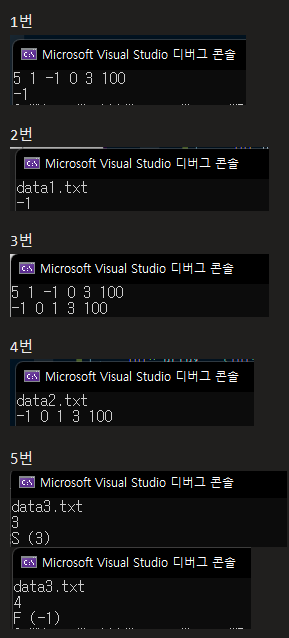 1번
Microsoft Visual Studio 디버그 콘솔
5 1 -1 0 3 100
-1
2번
Microsoft Visual Studio 디버그 콘솔
data1.txt
-1
3번
Microsoft Visual Studio 디버그 콘솔
5 1 -1 0 3 100
-1 0 1 3 100
4번
Microsoft Visual Studio 디버그 콘솔
data2.txt
-1 0 1 3 100
5번
Microsoft Visual Studio 디버그 콘솔
data3.txt
3
S (3)
Microsoft Visual Studio 디버그 콘솔
data3.txt
4
F (-1)